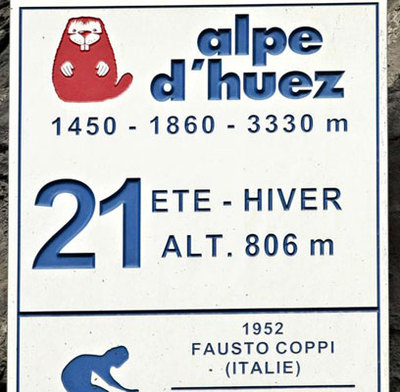 alpe
d'huez
1450 - 1860 - 3330 m
21 ETE - HIVER
ALT. 806 m
1952
FAUSTO COPPI
(ITALIE)